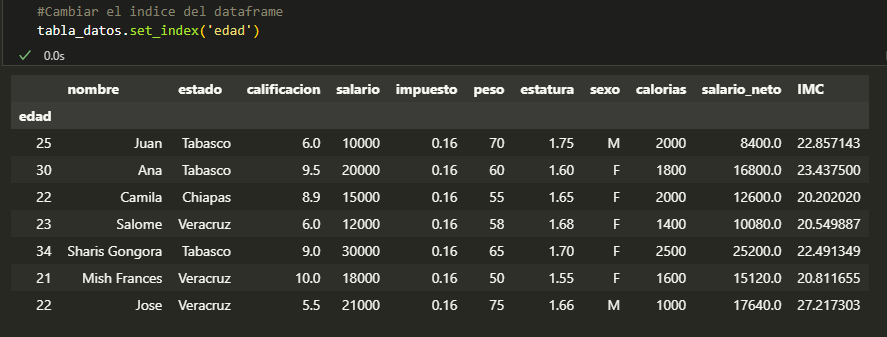 #Cambiar el indice del dataframe
tabla_datos.set_index('edad')
0.0s
nombre estado calificacion salario impuesto peso estatura sexo calorias salario_neto IMC
edad
25 Juan Tabasco 6.0 10000 0.16 70 1.75 M 2000 8400.0 22.857143
30 Ana Tabasco 9.5 20000 0.16 60 1.60 F 1800 16800.0 23.437500
22 Camila Chiapas 8.9 15000 0.16 55 1.65 F 2000 12600.0 20.202020
23 Salome Veracruz 6.0 12000 0.16 58 1.68 F 1400 10080.0 20.549887
34 Sharis Gongora Tabasco 9.0 30000 0.16 65 1.70 F 2500 25200.0 22.491349
21 Mish Frances Veracruz 10.0 18000 0.16 50 1.55 F 1600 15120.0 20.811655
22 Jose Veracruz 5.5 21000 0.16 75 1.66 M 1000 17640.0 27.217303